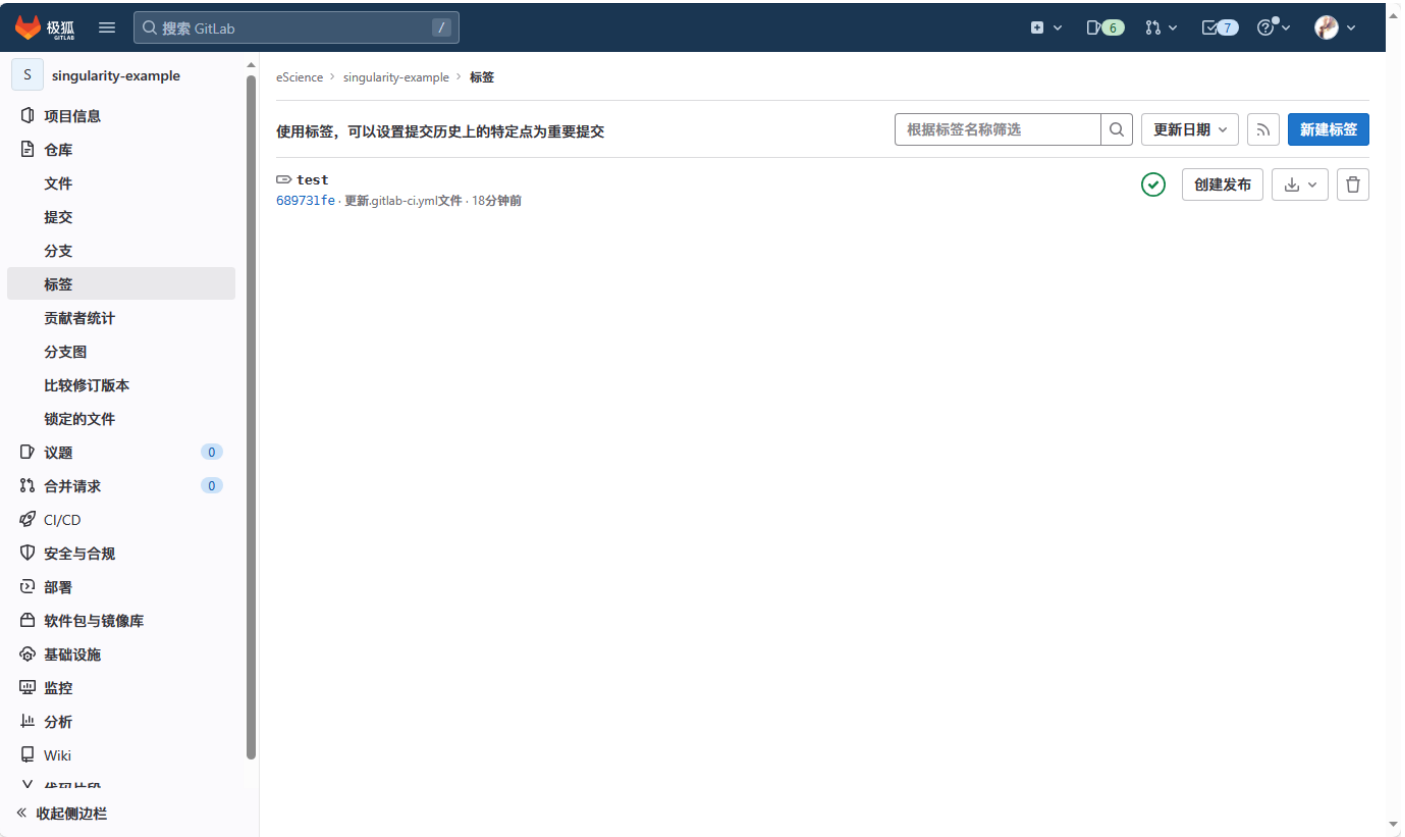 极狐
GITLAB
搜索 GitLab
/
6
7
S singularity-example
项目信息
仓库
文件
提交
分支
标签
贡献者统计
分支图
比较修订版本
锁定的文件
议题 0
合并请求 0
CI/CD
安全与合规
部署
软件包与镜像库
基础设施
监控
分析
Wiki
代码片段
收起侧边栏
eScience › singularity-example › 标签
使用标签，可以设置提交历史上的特定点为重要提交
根据标签名称筛选
更新日期
新建标签
test
689731fe · 更新.gitlab-ci.yml文件 · 18分钟前
创建发布